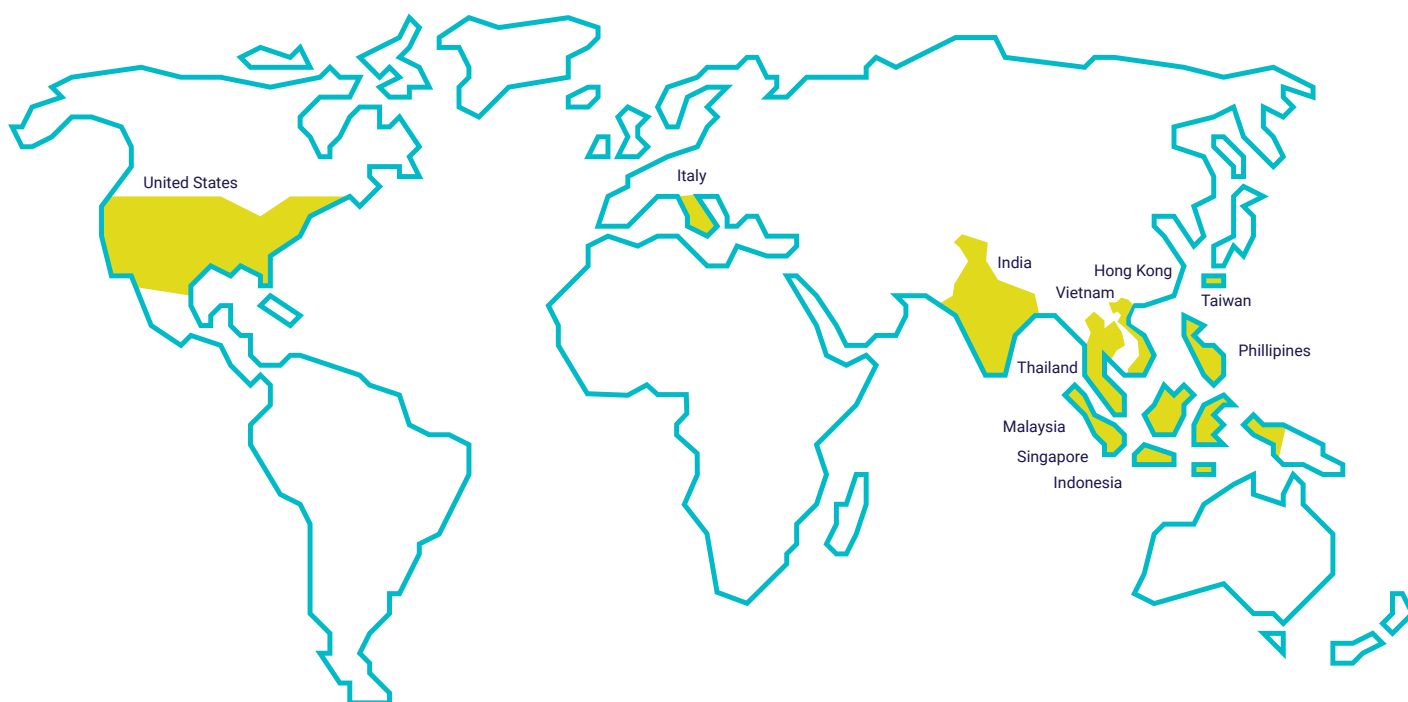 Italy
United States
India
Hong Kong
Vietnam
Taiwan
Phillipines
Thailand
Malaysia
Singapore
Indonesia